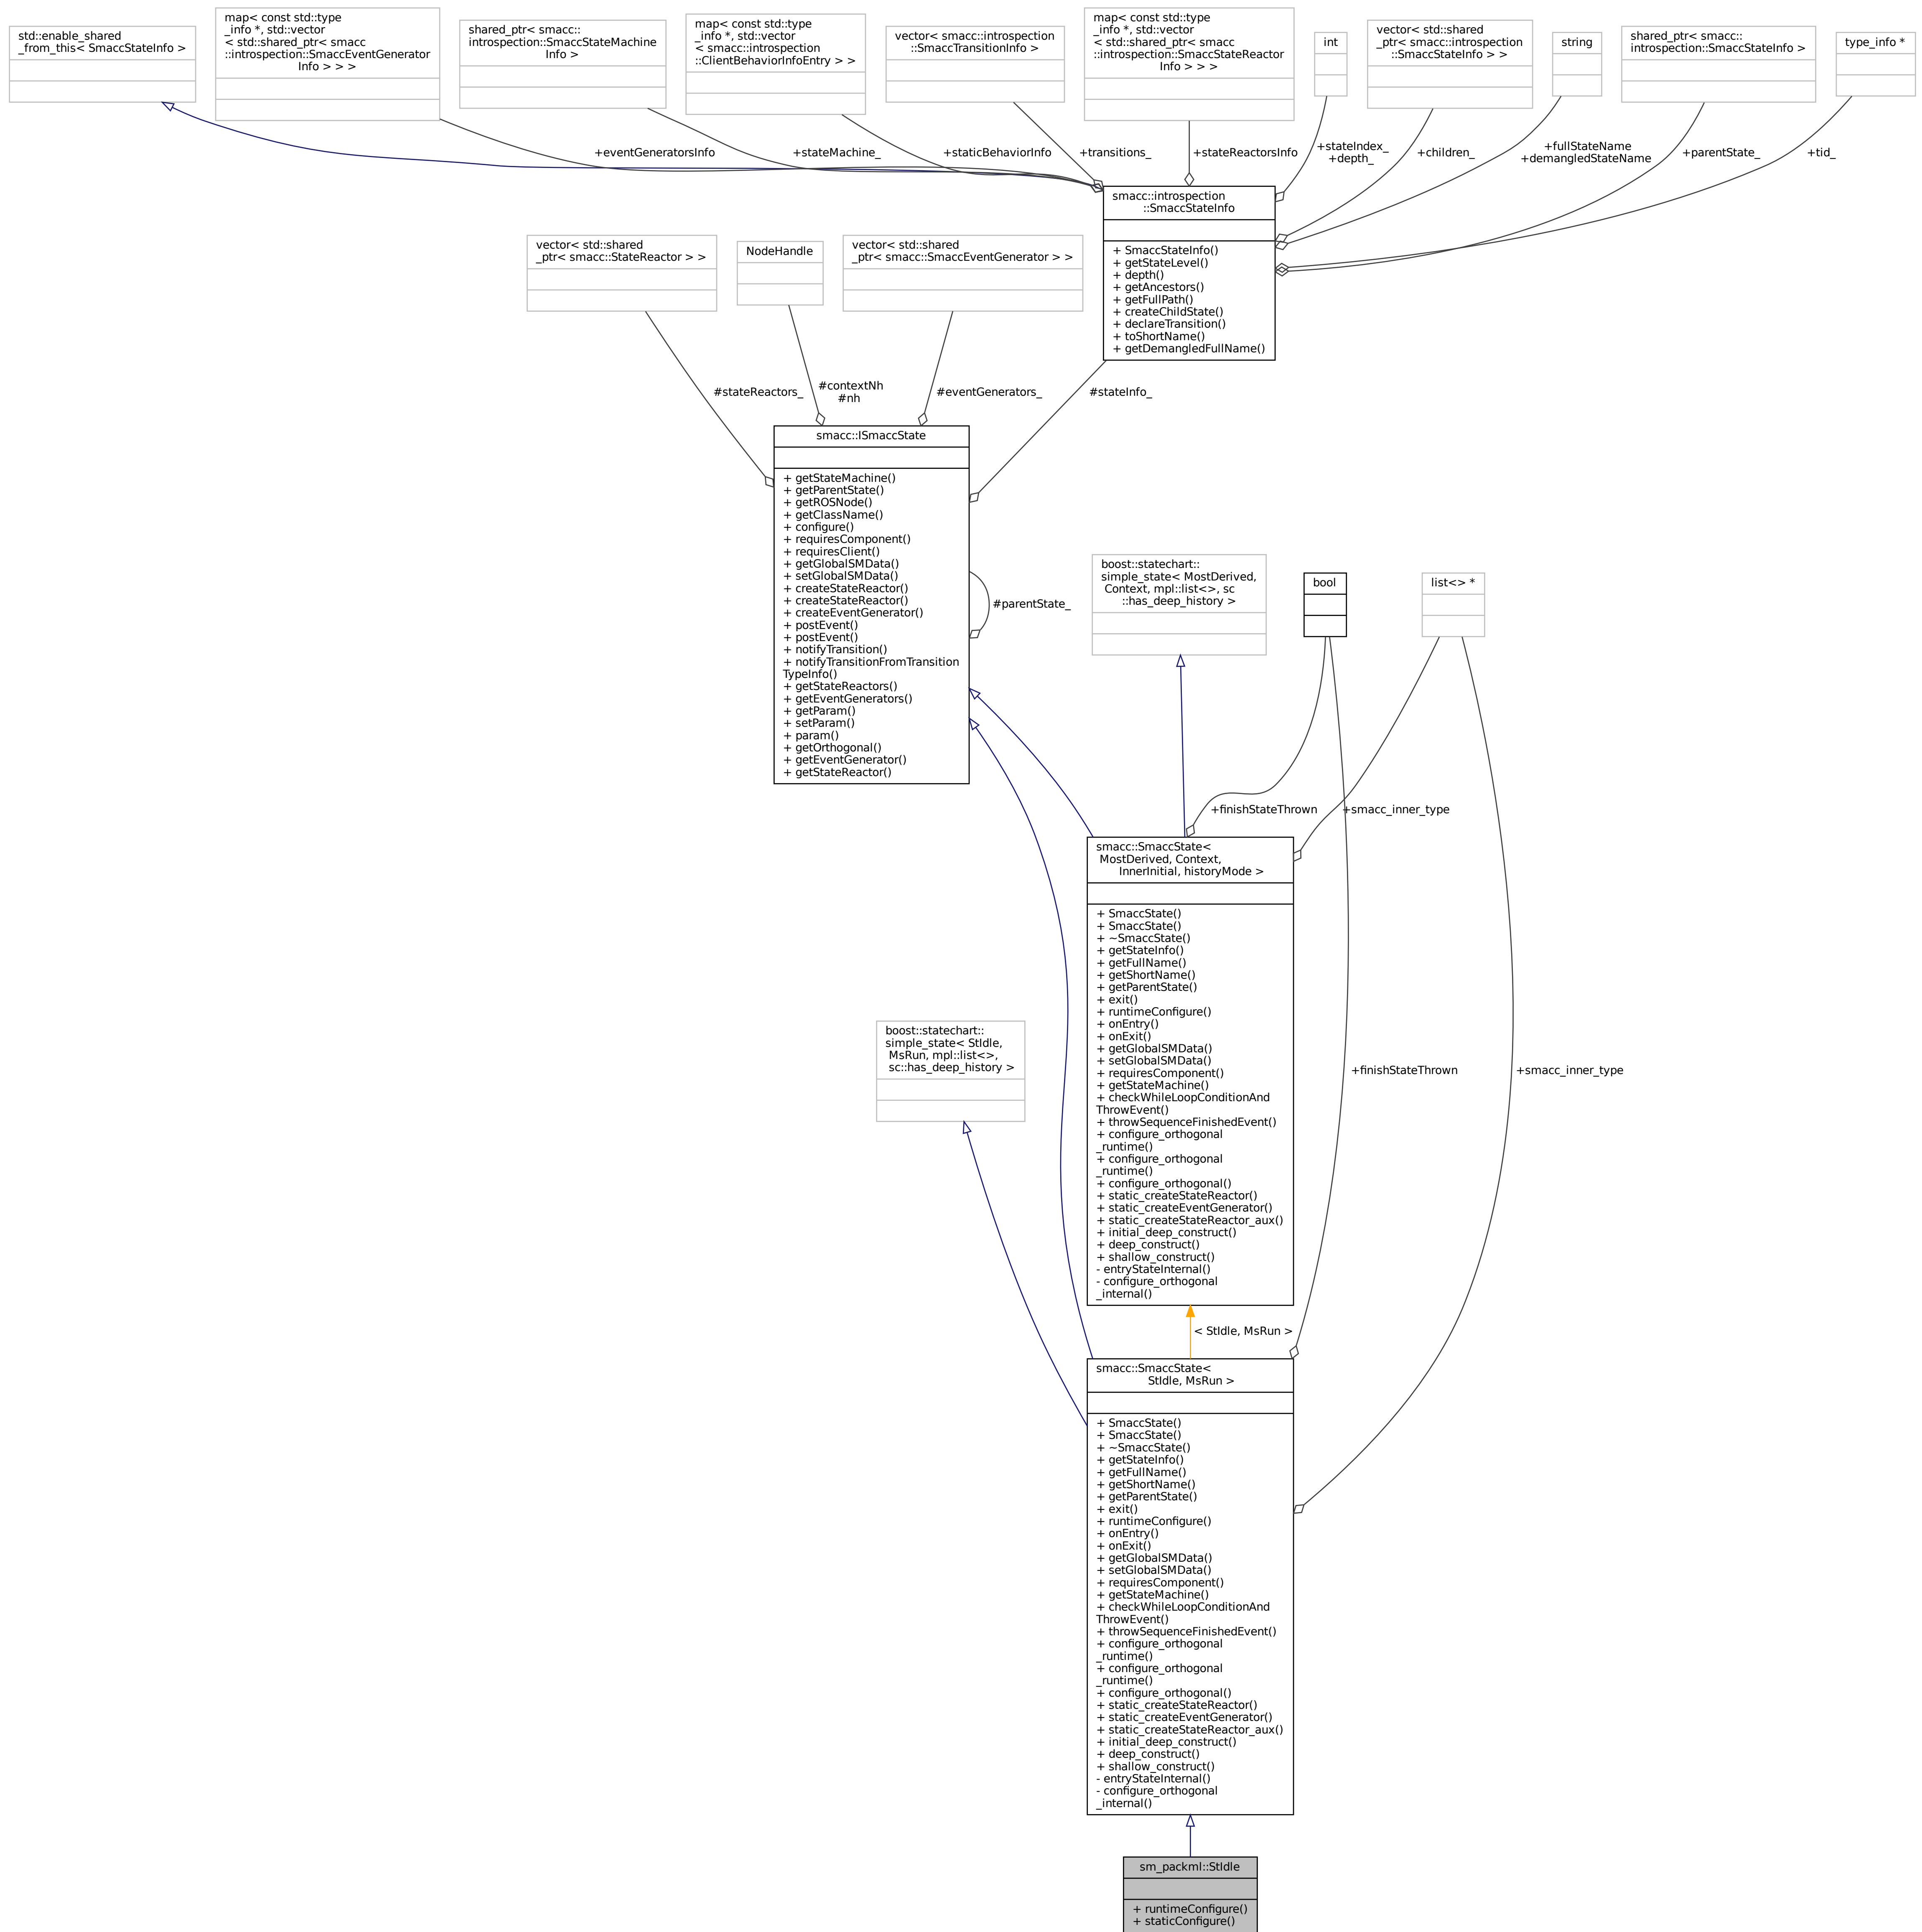 std::enable_shared
_from_this< SmaccStateInfo >
map< const std::type
_info *, std::vector
< std::shared_ptr< smacc
::introspection::SmaccEventGenerator
Info > > >
shared_ptr< smacc::
introspection::SmaccStateMachine
Info >
map< const std::type
_info *, std::vector
< smacc::introspection
::ClientBehaviorInfoEntry > >
vector< smacc::introspection
::SmaccTransitionInfo >
map< const std::type
_info *, std::vector
< std::shared_ptr< smacc
::introspection::SmaccStateReactor
Info > > >
int
vector< std::shared
_ptr< smacc::introspection
::SmaccStateInfo > >
string
shared_ptr< smacc::
introspection::SmaccStateInfo >
type_info *
+eventGeneratorsInfo
+stateMachine_
+staticBehaviorInfo
+transitions_
+stateReactorsInfo
+stateIndex_
+depth_
+children_
+fullStateName
+demangledStateName
+parentState_
+tid_
smacc::introspection
::SmaccStateInfo
+ SmaccStateInfo()
+ getStateLevel()
+ depth()
+ getAncestors()
+ getFullPath()
+ createChildState()
+ declareTransition()
+ toShortName()
+ getDemangledFullName()
vector< std::shared
_ptr< smacc::StateReactor > >
NodeHandle
vector< std::shared
_ptr< smacc::SmaccEventGenerator > >
#stateReactors_
#contextNh
#nh
#eventGenerators_
#stateInfo_
smacc::ISmaccState
+ getStateMachine()
+ getParentState()
+ getROSNode()
+ getClassName()
+ configure()
+ requiresComponent()
+ requiresClient()
+ getGlobalSMData()
+ setGlobalSMData()
+ createStateReactor()
+ createStateReactor()
+ createEventGenerator()
+ postEvent()
+ postEvent()
+ notifyTransition()
+ notifyTransitionFromTransition
TypeInfo()
+ getStateReactors()
+ getEventGenerators()
+ getParam()
+ setParam()
+ param()
+ getOrthogonal()
+ getEventGenerator()
+ getStateReactor()
#parentState_
boost::statechart::
simple_state< MostDerived,
Context, mpl::list<>, sc
::has_deep_history >
bool
list<> *
+finishStateThrown
+smacc_inner_type
smacc::SmaccState<
MostDerived, Context,
InnerInitial, historyMode >
+ SmaccState()
+ SmaccState()
+ ~SmaccState()
+ getStateInfo()
+ getFullName()
+ getShortName()
+ getParentState()
+ exit()
+ runtimeConfigure()
+ onEntry()
+ onExit()
+ getGlobalSMData()
+ setGlobalSMData()
+ requiresComponent()
+ getStateMachine()
+ checkWhileLoopConditionAnd
ThrowEvent()
+ throwSequenceFinishedEvent()
+ configure_orthogonal
_runtime()
+ configure_orthogonal
_runtime()
+ configure_orthogonal()
+ static_createStateReactor()
+ static_createEventGenerator()
+ static_createStateReactor_aux()
+ initial_deep_construct()
+ deep_construct()
+ shallow_construct()
- entryStateInternal()
- configure_orthogonal
_internal()
boost::statechart::
simple_state< StIdle,
MsRun, mpl::list<>,
sc::has_deep_history >
+finishStateThrown
+smacc_inner_type
< StIdle, MsRun >
smacc::SmaccState<
StIdle, MsRun >
+ SmaccState()
+ SmaccState()
+ ~SmaccState()
+ getStateInfo()
+ getFullName()
+ getShortName()
+ getParentState()
+ exit()
+ runtimeConfigure()
+ onEntry()
+ onExit()
+ getGlobalSMData()
+ setGlobalSMData()
+ requiresComponent()
+ getStateMachine()
+ checkWhileLoopConditionAnd
ThrowEvent()
+ throwSequenceFinishedEvent()
+ configure_orthogonal
_runtime()
+ configure_orthogonal
_runtime()
+ configure_orthogonal()
+ static_createStateReactor()
+ static_createEventGenerator()
+ static_createStateReactor_aux()
+ initial_deep_construct()
+ deep_construct()
+ shallow_construct()
- entryStateInternal()
- configure_orthogonal
_internal()
sm_packml::StIdle
+ runtimeConfigure()
+ staticConfigure()